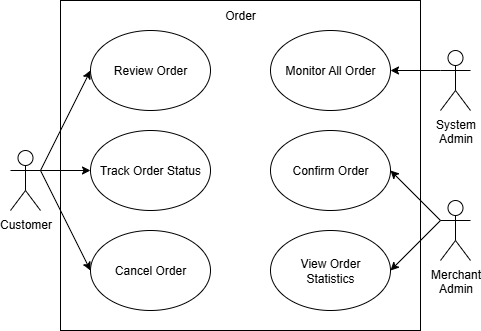 Order
Review Order
Monitor All Order
System
Admin
Track Order Status
Confirm Order
Customer
Cancel Order
View Order
Statistics
Merchant
Admin